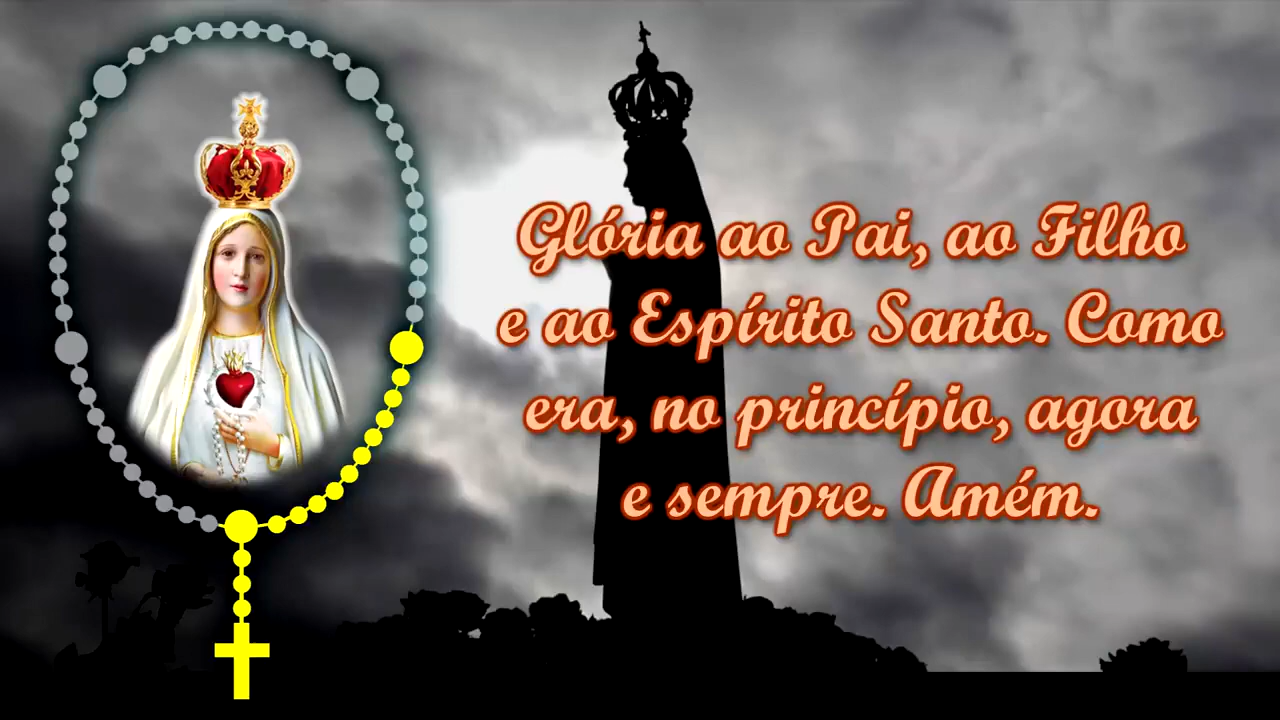 Glória ao Pai, ao Filho
e ao Espírito Santo. Como
era, no princípio, agora
e sempre. Amém.